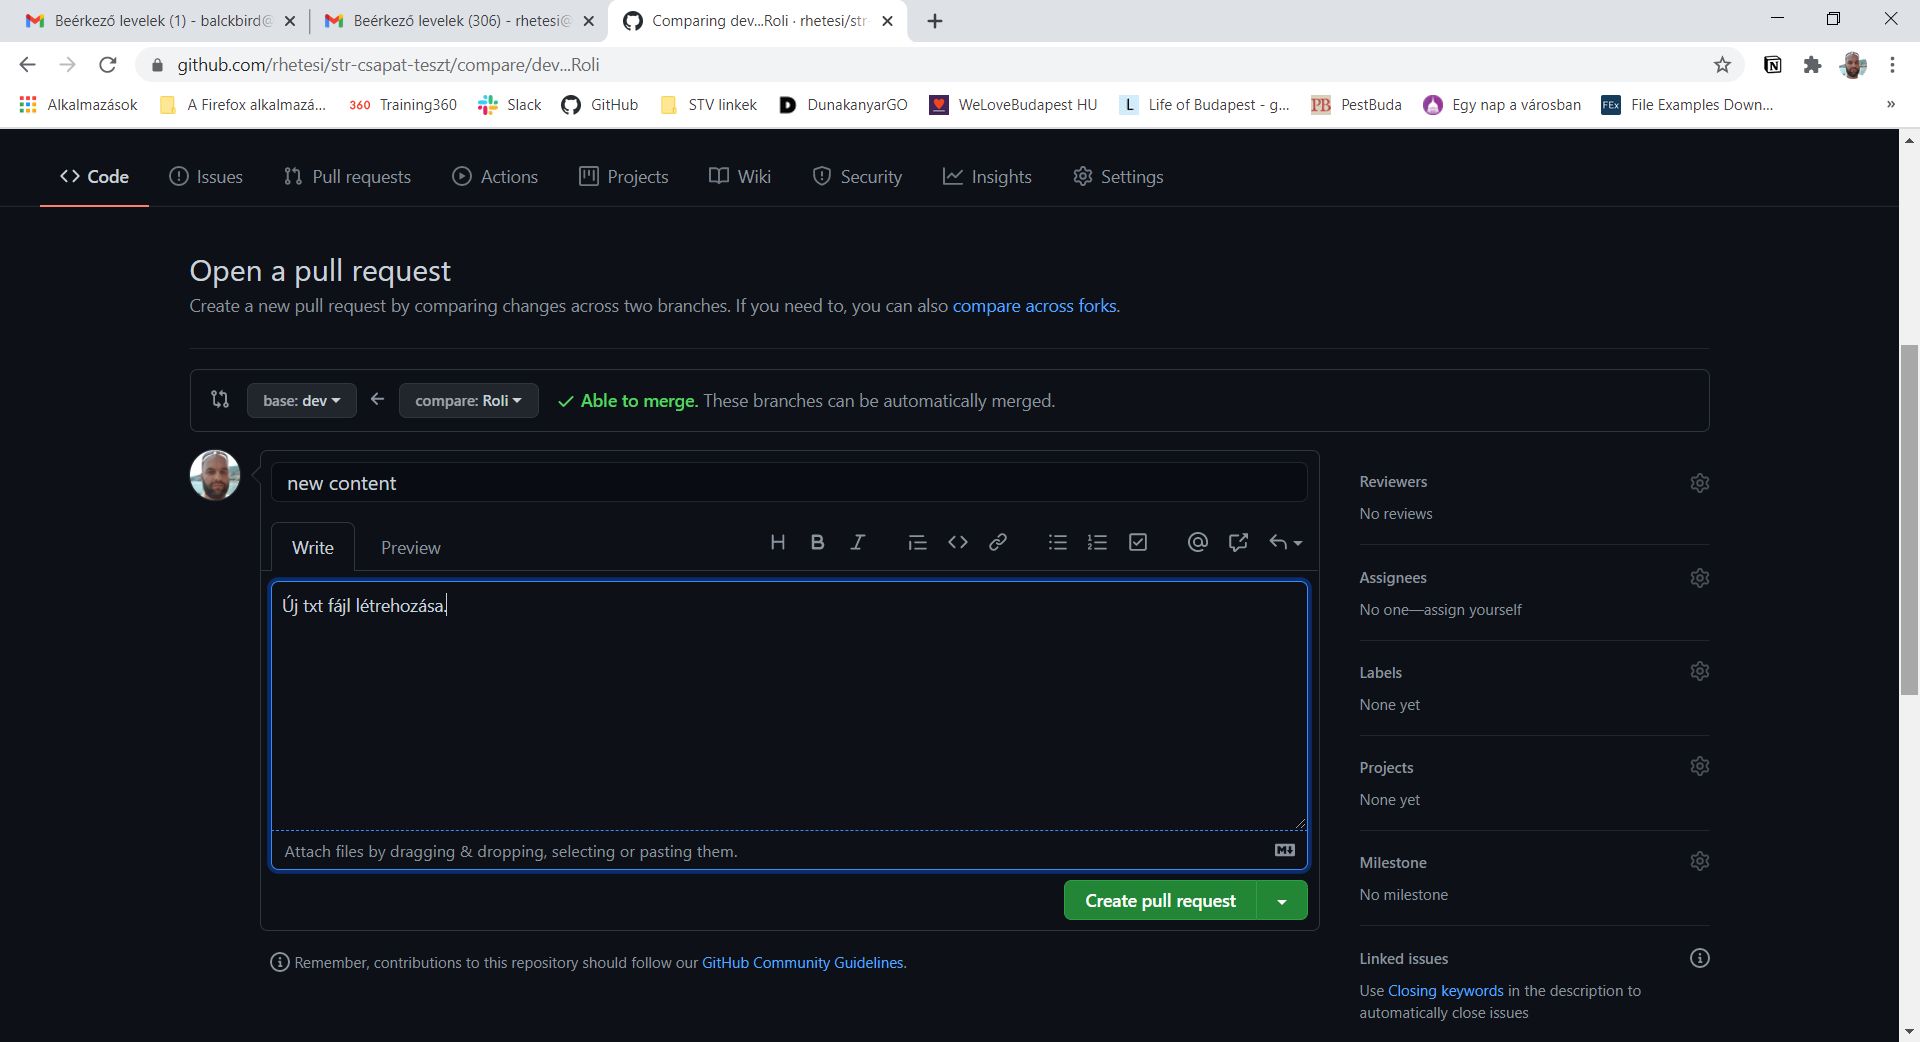 Beérkező levelek (1) - balckbird@
Beérkező levelek (306) - rhetesi@
Comparing dev...Roli · rhetesi/str
github.com/rhetesi/str-csapat-teszt/compare/dev...Roli
Alkalmazások
A Firefox alkalmazá...
360 Training360
Slack
GitHub
STV linkek
D DunakanyarGO
WeLoveBudapest HU
L Life of Budapest - g...
PB PestBuda
Egy nap a városban
FEx File Examples Down...
»
Code
Issues
Pull requests
Actions
Projects
Wiki
Security
Insights
Settings
Open a pull request
Create a new pull request by comparing changes across two branches. If you need to, you can also compare across forks.
base: dev
compare: Roli
Able to merge. These branches can be automatically merged.
new content
Write
Preview
Új txt fájl létrehozása.
Attach files by dragging & dropping, selecting or pasting them.
Create pull request
Remember, contributions to this repository should follow our GitHub Community Guidelines.
Reviewers
No reviews
Assignees
No one—assign yourself
Labels
None yet
Projects
None yet
Milestone
No milestone
Linked issues
Use Closing keywords in the description to
automatically close issues